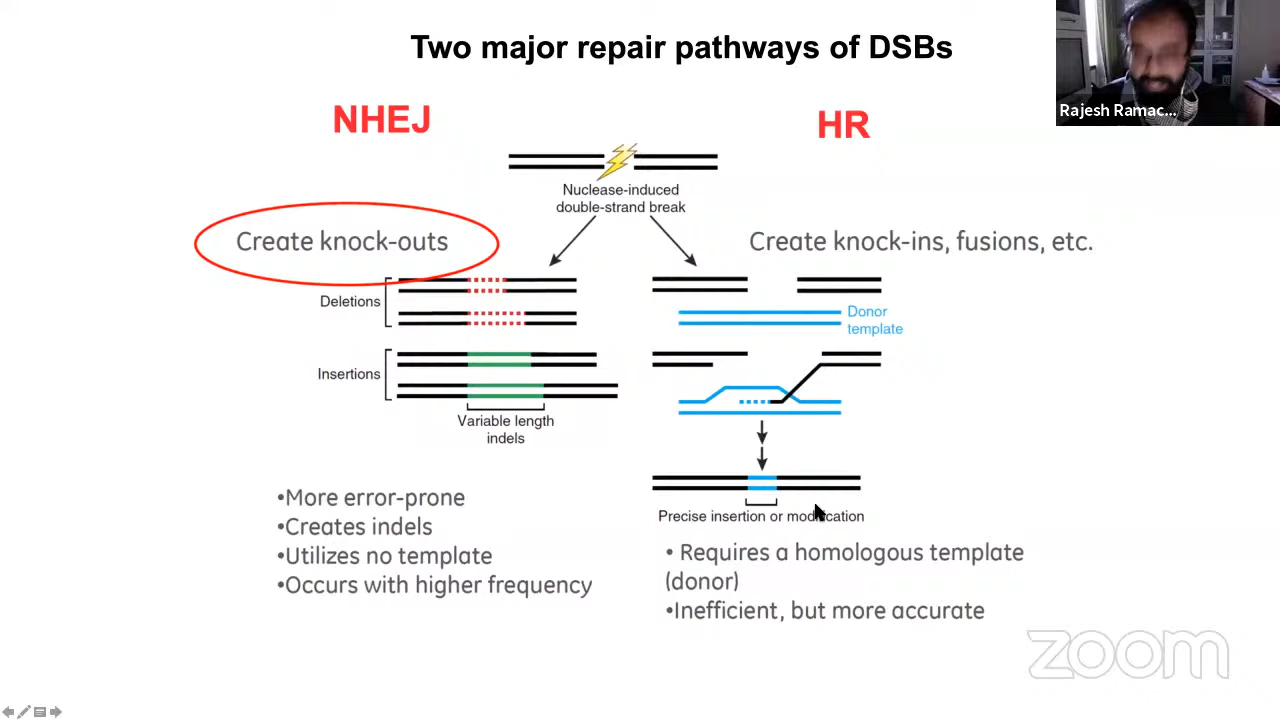 Two major repair pathways of DSBs
Rajesh Ramac...
NHEJ
HR
Nuclease-induced
double-strand break
Create knock-outs
Create knock-ins, fusions, etc.
Deletions
Donor
template
Insertions
Variable length
indels
Precise insertion or modification
•More error-prone
•Creates indels
•Utilizes no template
•Occurs with higher frequency
• Requires a homologous template
(donor)
•Inefficient, but more accurate
zoom